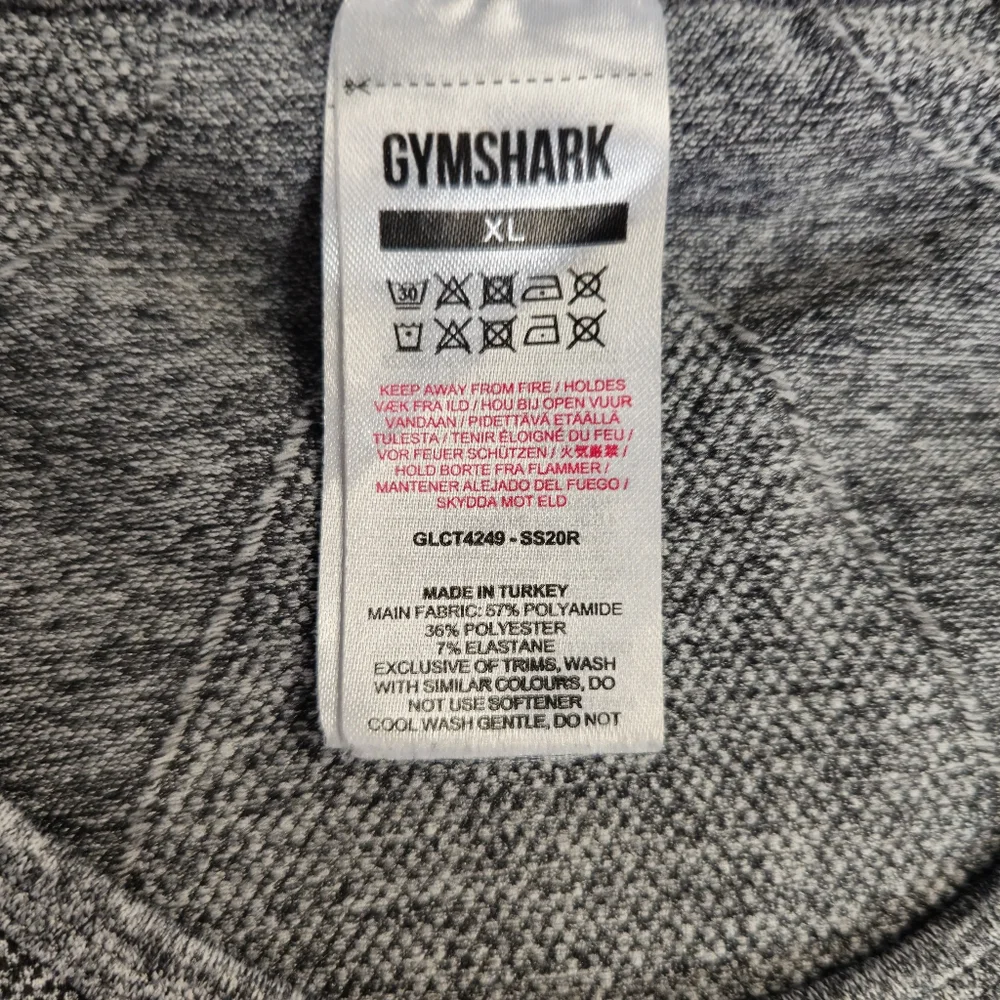 GYMSHARK
XL
30
KEEP AWAY FROM FIRE / HOLDES
VÆK FRA ILD / HOU BIJ OPEN VUUR
VANDAAN / PIDETTÄVÄ ETÄÄLLÄ
TULESTA / TENIR ÉLOIGNÉ DU FEU /
VOR FEUER SCHÜTZEN / 火気厳禁 /
HOLD BORTE FRA FLAMMER /
MANTENER ALEJADO DEL FUEGO /
SKYDDA MOT ELD
GLCT4249 - SS20R
MADE IN TURKEY
MAIN FABRIC: 57% POLYAMIDE
36% POLYESTER
7% ELASTANE
EXCLUSIVE OF TRIMS, WASH
WITH SIMILAR COLOURS, DO
NOT USE SOFTENER
COOL WASH GENTLE, DO NOT